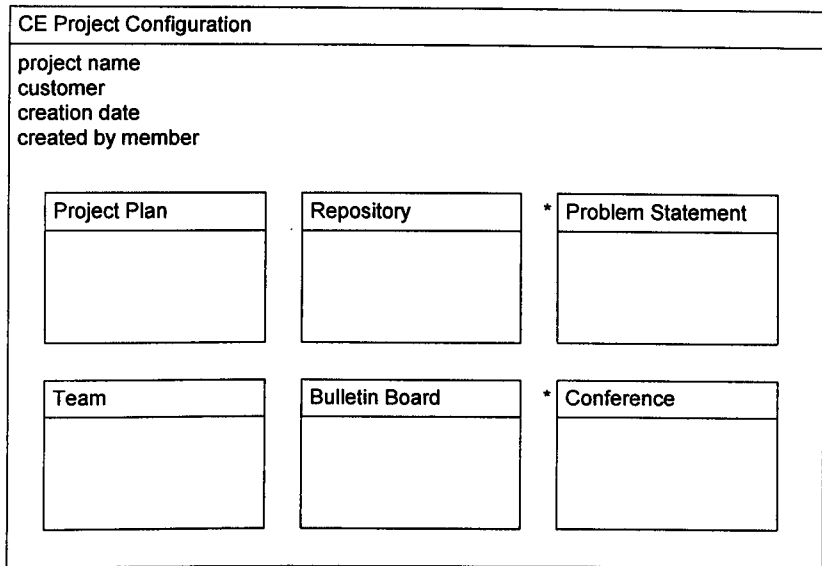 CE Project Configuration
project name
customer
creation date
created by member
Project Plan
Repository
* Problem Statement
Team
Bulletin Board
* Conference